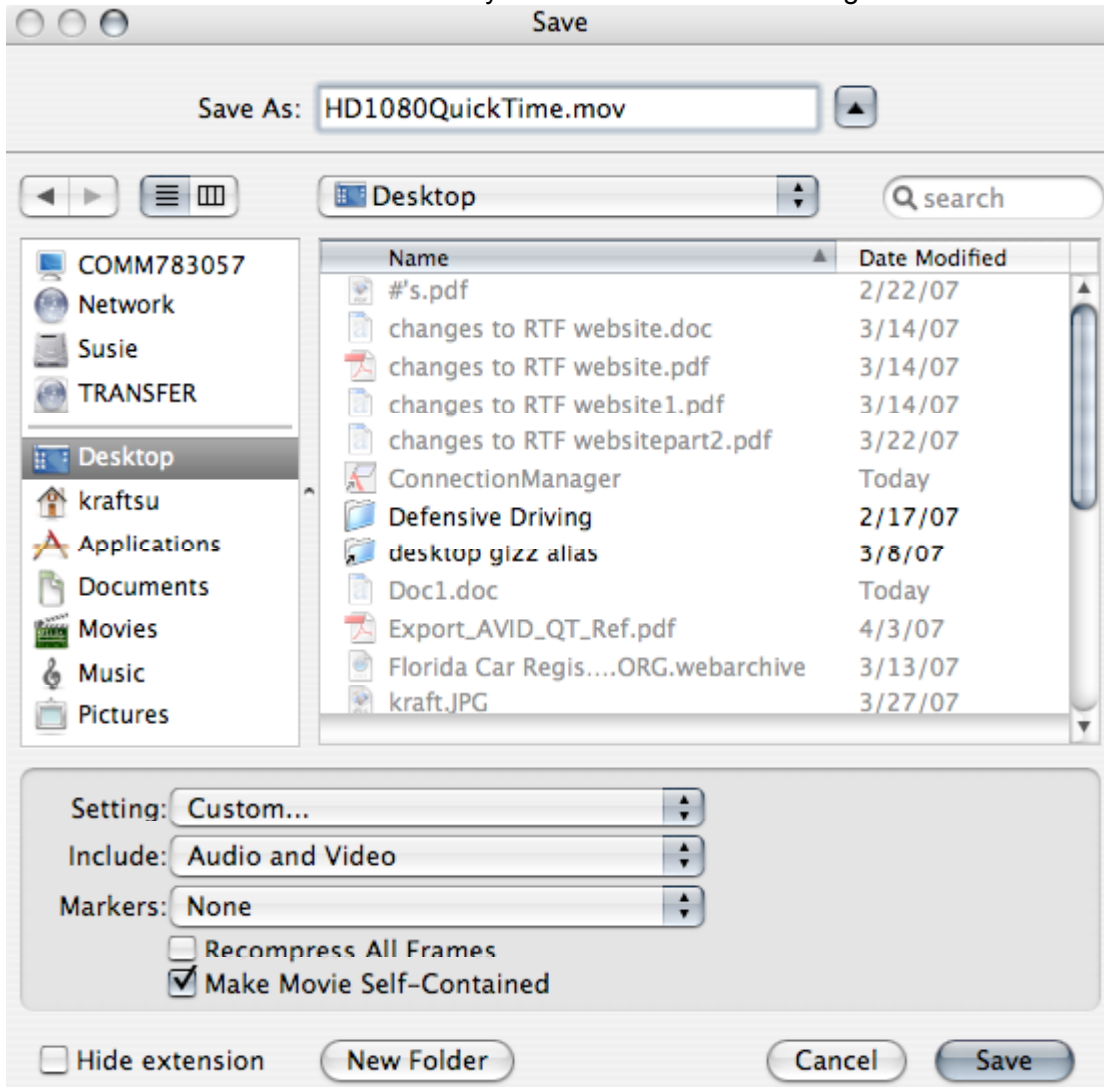 Save
Save As: HD1080QuickTime.mov
Desktop
search
COMM783057
Network
Susie
TRANSFER
Desktop
kraftsu
Applications
Documents
Movies
Music
Pictures
Name Date Modified
#'s.pdf 2/22/07
changes to RTF website.doc 3/14/07
changes to RTF website.pdf 3/14/07
changes to RTF website1.pdf 3/14/07
changes to RTF websitepart2.pdf 3/22/07
ConnectionManager Today
Defensive Driving 2/17/07
desktop gizz alias 3/8/07
Doc1.doc Today
Export_AVID_QT_Ref.pdf 4/3/07
Florida Car Regis....ORG.webarchive 3/13/07
kraft.JPG 3/27/07
Setting: Custom...
Include: Audio and Video
Markers: None
Recompress All Frames
Make Movie Self-Contained
Hide extension New Folder Cancel Save